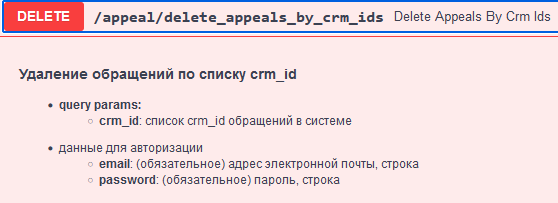 DELETE /appeal/delete_appeals_by_crm_ids Delete Appeals By Crm Ids
Удаление обращений по списку crm_id
• query params:
◦ crm_id: список crm_id обращений в системе
• данные для авторизации
◦ email: (обязательное) адрес электронной почты, строка
◦ password: (обязательное) пароль, строка